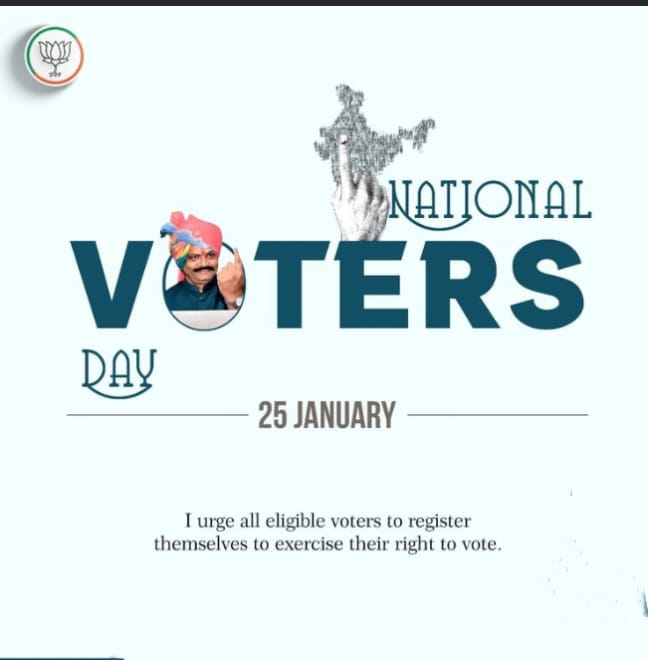 NATIONAL
VOTERS
DAY
25 JANUARY
I urge all eligible voters to register
themselves to exercise their right to vote.